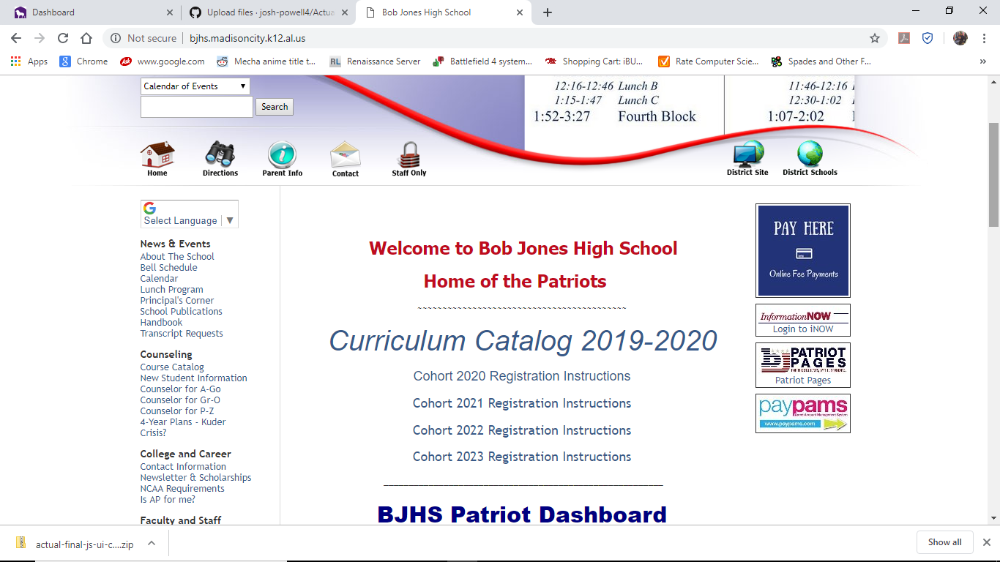 Dashboard
Upload files · josh-powell4/Actua
Bob Jones High School
Not secure
bjhs.madisoncity.k12.al.us
Apps
Chrome
Ask
www.google.com
Mecha anime title t...
RL
Renaissance Server
Battlefield 4 system...
Shopping Cart: iBU...
Rate Computer Scie...
Spades and Other F...
»
Calendar of Events
Search
12:16-12:46 Lunch B
1:15-1:47 Lunch C
1:52-3:27 Fourth Block
11:46-12:16
12:30-1:02
1:07-2:02
Home
Directions
Parent Info
Contact
Staff Only
District Site
District Schools
G
Select Language
News & Events
About The School
Bell Schedule
Calendar
Lunch Program
Principal's Corner
School Publications
Handbook
Transcript Requests
Counseling
Course Catalog
New Student Information
Counselor for A-Go
Counselor for Gr-O
Counselor for P-Z
4-Year Plans - Kuder
Crisis?
College and Career
Contact Information
Newsletter & Scholarships
NCAA Requirements
Is AP for me?
Faculty and Staff
Welcome to Bob Jones High School
Home of the Patriots
~~~~~~~~~~~~~~~~~~~~~~~~~~~~~~~~~~~~~~~~~
Curriculum Catalog 2019-2020
Cohort 2020 Registration Instructions
Cohort 2021 Registration Instructions
Cohort 2022 Registration Instructions
Cohort 2023 Registration Instructions
BJHS Patriot Dashboard
PAY HERE
Online Fee Payments
InformationNOW
Login to iNOW
bj PATRIOT
PAGES
FOR THE STUDENTS, BY THE STUDENTS.
Patriot Pages
paypams
www.paypams.com
actual-final-js-ui-c....zip
Show all